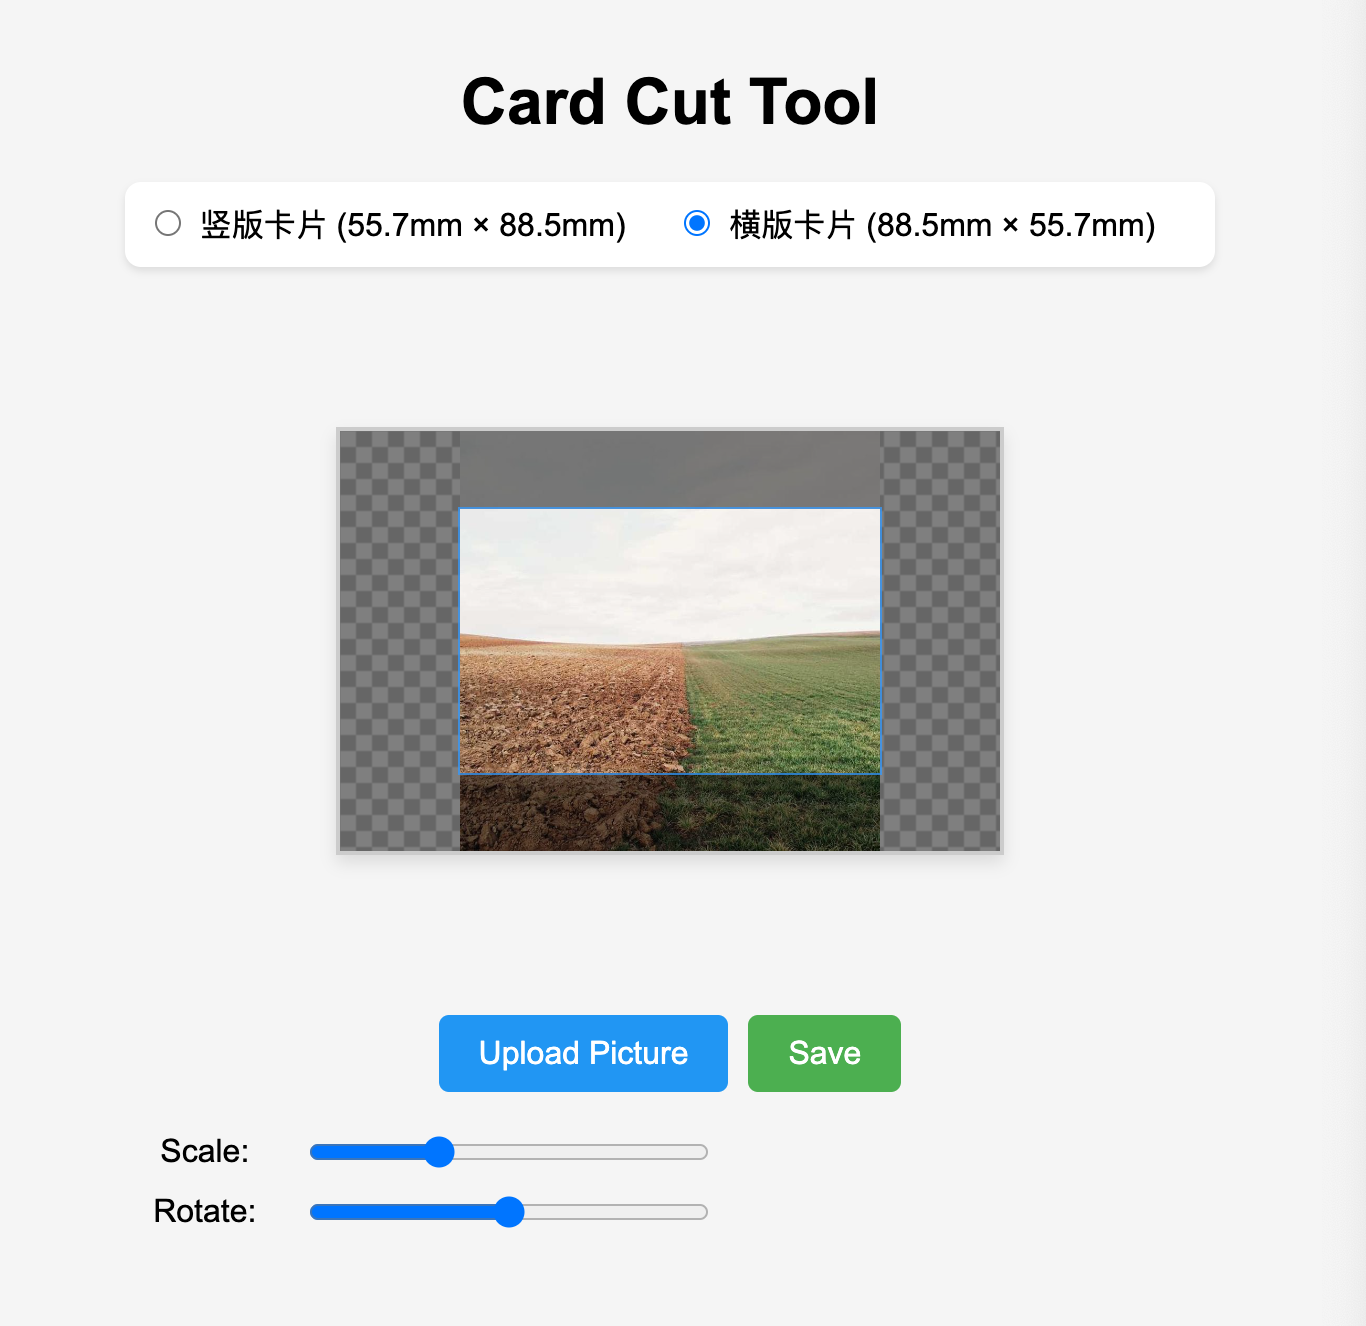 Card Cut Tool
竖版卡片 (55.7mm × 88.5mm)
横版卡片 (88.5mm × 55.7mm)
Upload Picture
Save
Scale:
Rotate: